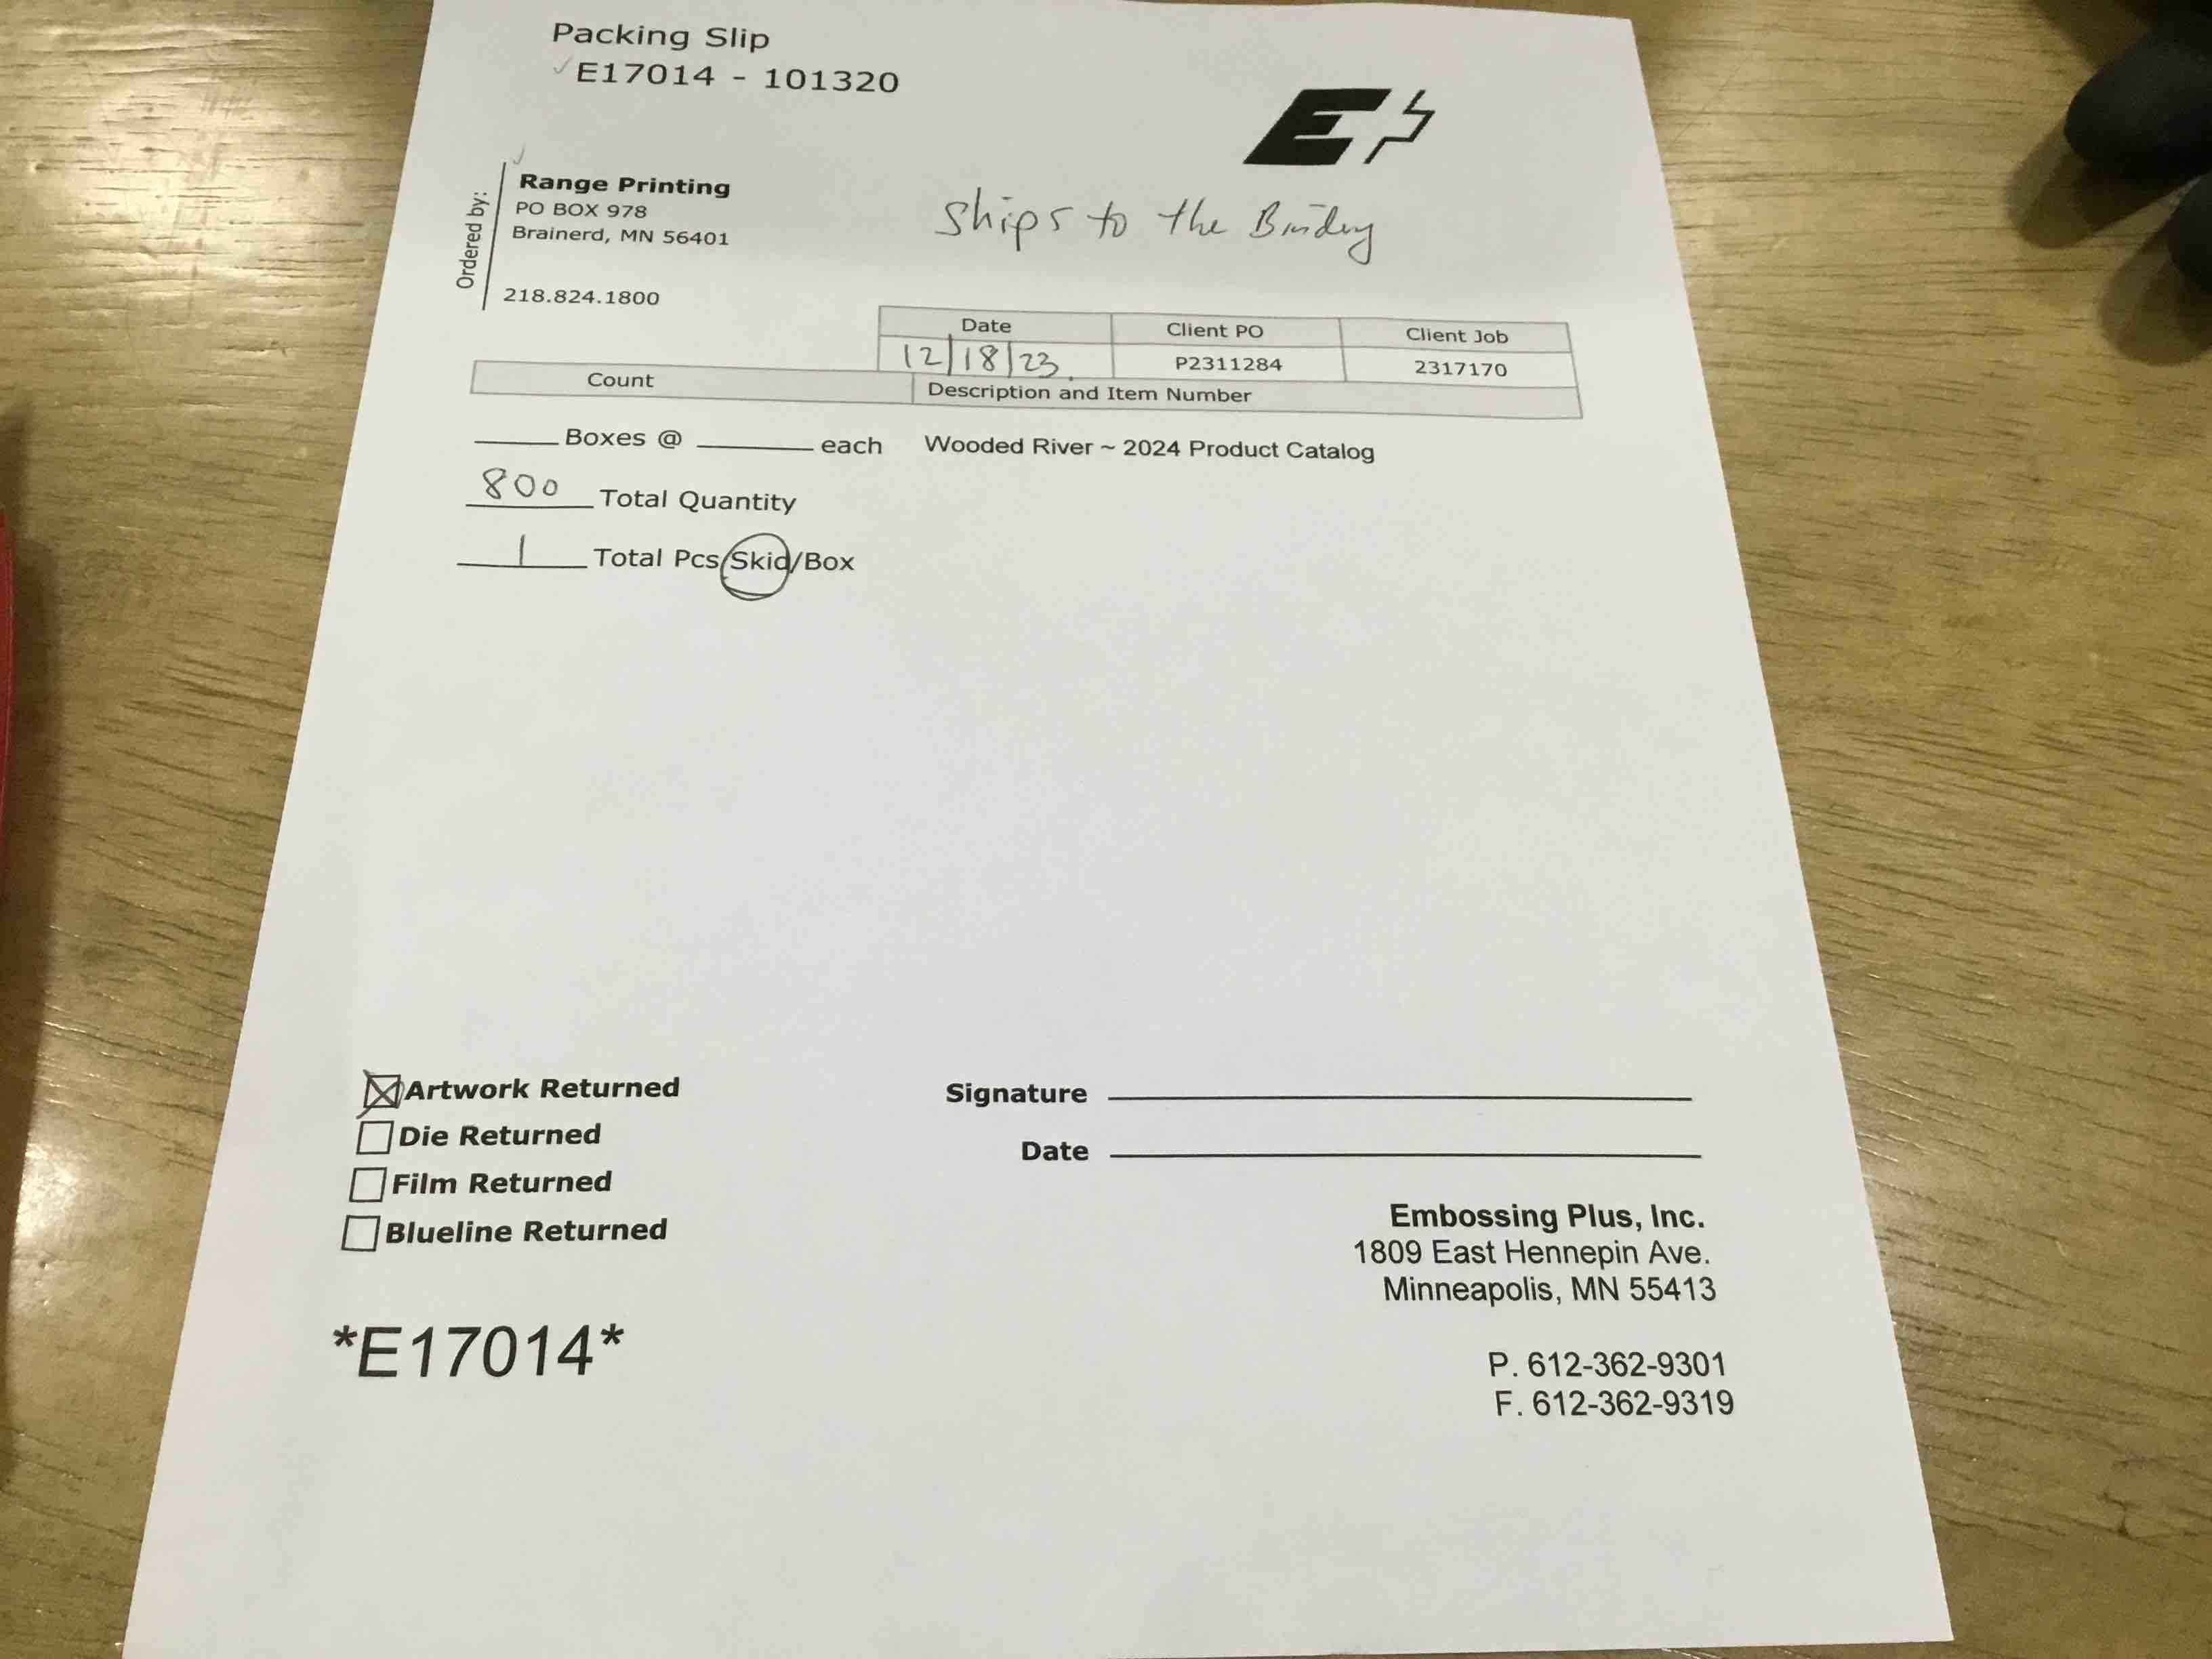 Packing Slip
E17014 - 101320
E
Ordered by:
Range Printing
PO BOX 978
Brainerd, MN 56401
218.824.1800
Ships to the Bindery
Date Client PO Client Job
12/18/23 P2311284 2317170
Count Description and Item Number
Boxes @ each Wooded River ~ 2024 Product Catalog
800 Total Quantity
1 Total Pcs/Skid/Box
Artwork Returned
Die Returned
Film Returned
Blueline Returned
Signature
Date
Embossing Plus, Inc.
1809 East Hennepin Ave.
Minneapolis, MN 55413
P. 612-362-9301
F. 612-362-9319
*E17014*